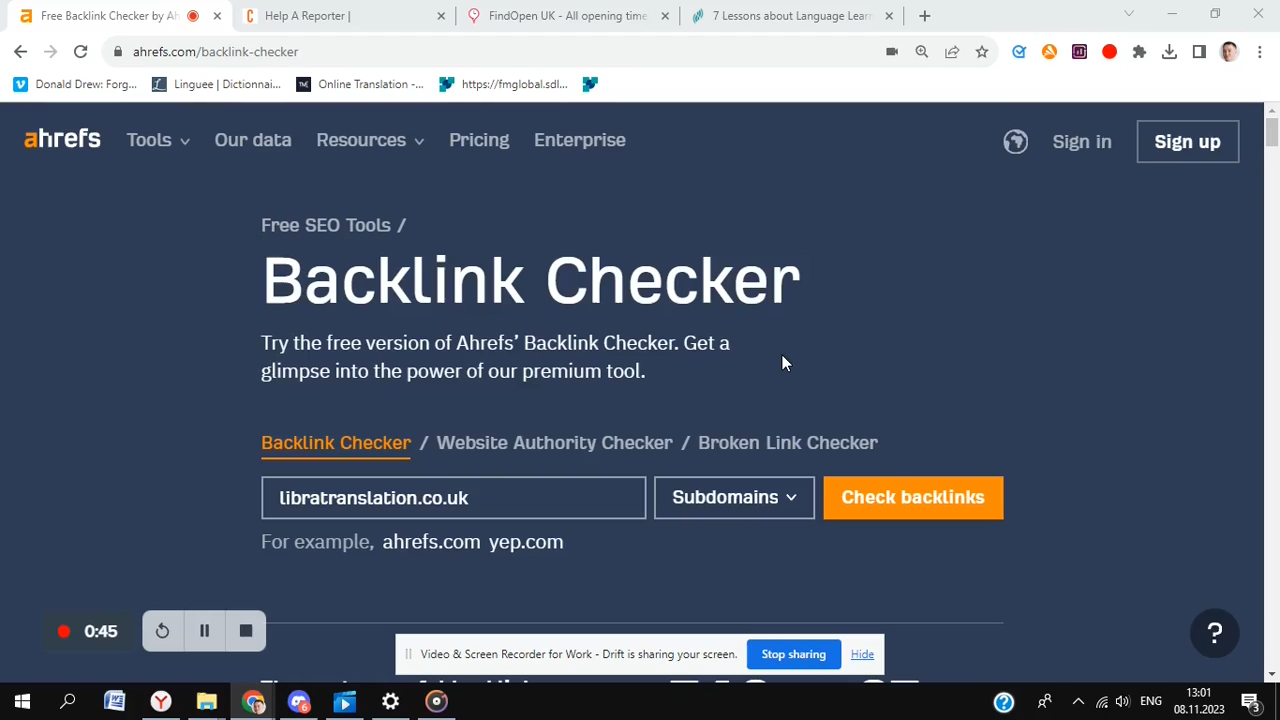 Free Backlink Checker by Ah
Help A Reporter |
FindOpen UK - All opening time
7 Lessons about Language Lear
ahrefs.com/backlink-checker
Donald Drew: Forg...
Linguee | Dictionnai...
Online Translation -...
https://fmglobal.sdl...
ahrefs
Tools
Our data
Resources
Pricing
Enterprise
Sign in
Sign up
Free SEO Tools /
Backlink Checker
Try the free version of Ahrefs’ Backlink Checker. Get a
glimpse into the power of our premium tool.
Backlink Checker / Website Authority Checker / Broken Link Checker
libratranslation.co.uk
Subdomains
Check backlinks
For example, ahrefs.com yep.com
0:45
Video & Screen Recorder for Work - Drift is sharing your screen.
Stop sharing
Hide
?
ENG
13:01
08.11.2023
3